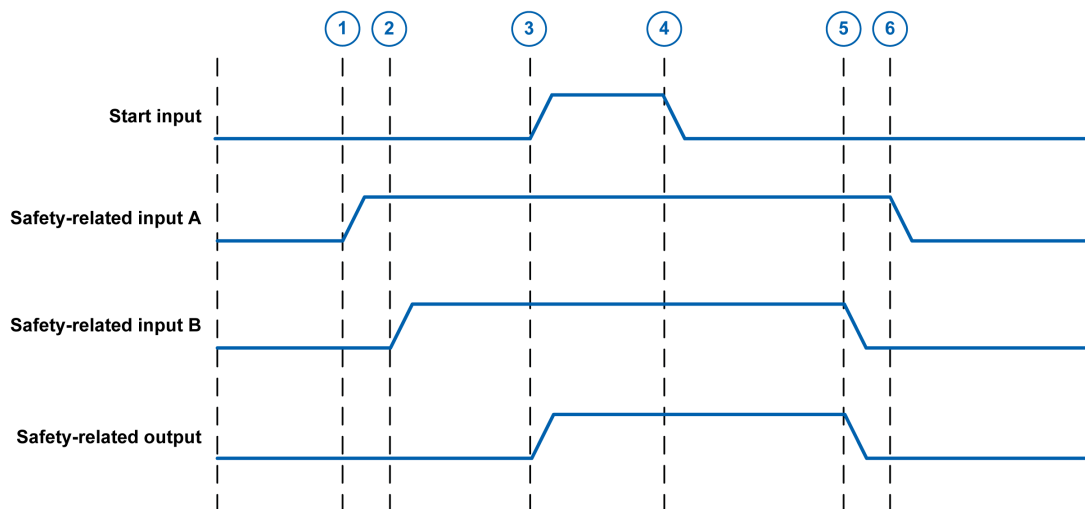 1 2 3 4 5 6
Start input
Safety-related input A
Safety-related input B
Safety-related output